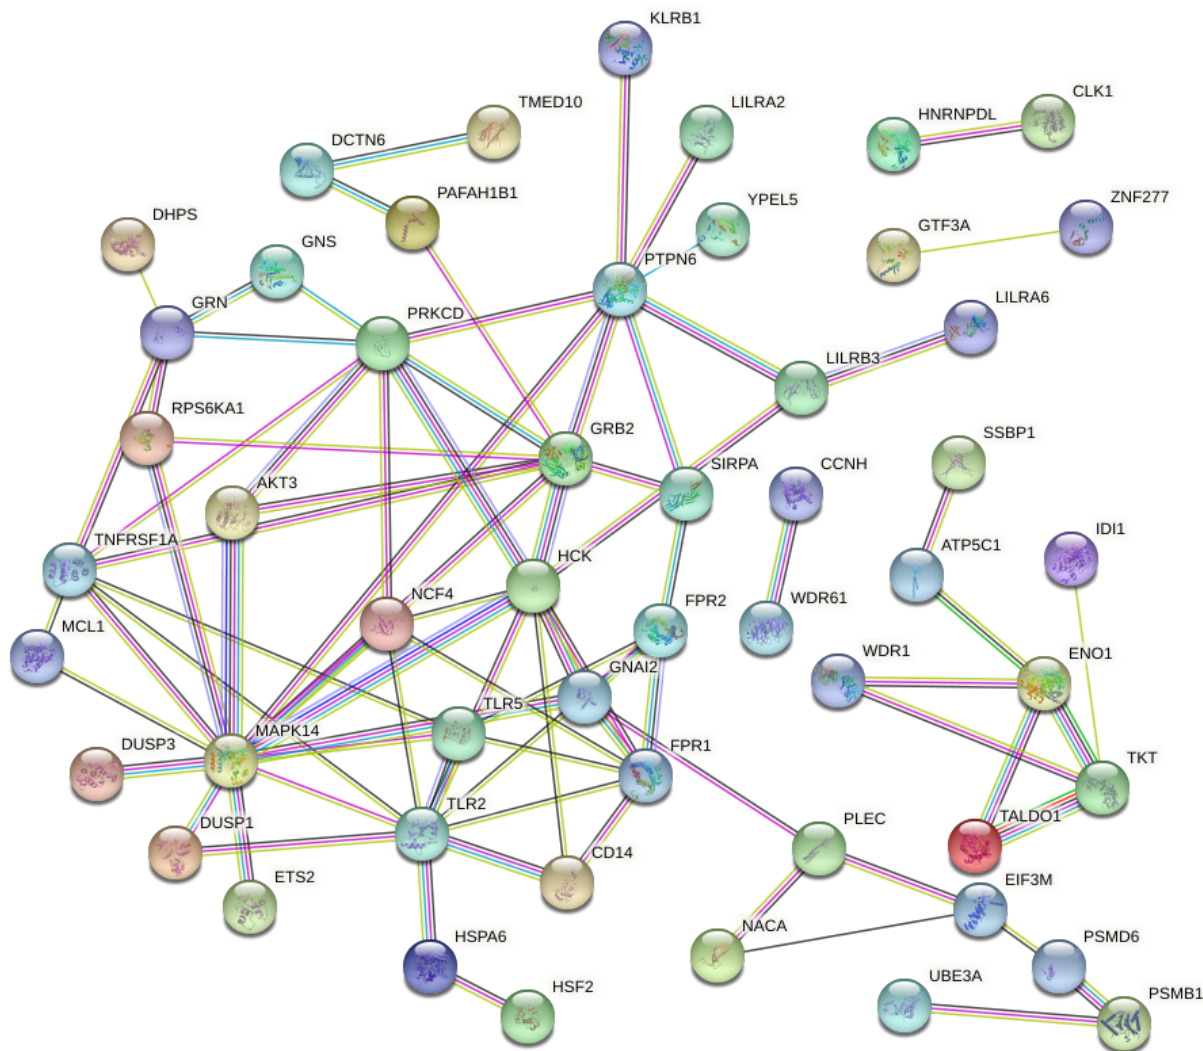 KLRB1
CLK1
LILRA2
TMED10
HNRNPDL
DCTN6
PAFAH1B1
YPEL5
ZNF277
DHPS
GTF3A
GNS
PTPN6
GRN
PRKCD
LILRA6
LILRB3
RPS6KA1
GRB2
SSBP1
SIRPA
CCNH
AKT3
IDI1
TNFRSF1A
ATP5C1
HCK
NCF4
FPR2
MCL1
WDR61
GNAI2
WDR1
ENO1
TLR5
MAPK14
DUSP3
FPR1
TKT
TLR2
PLEC
TALDO1
DUSP1
CD14
ETS2
EIF3M
NACA
HSPA6
PSMD6
UBE3A
HSF2
PSMB1